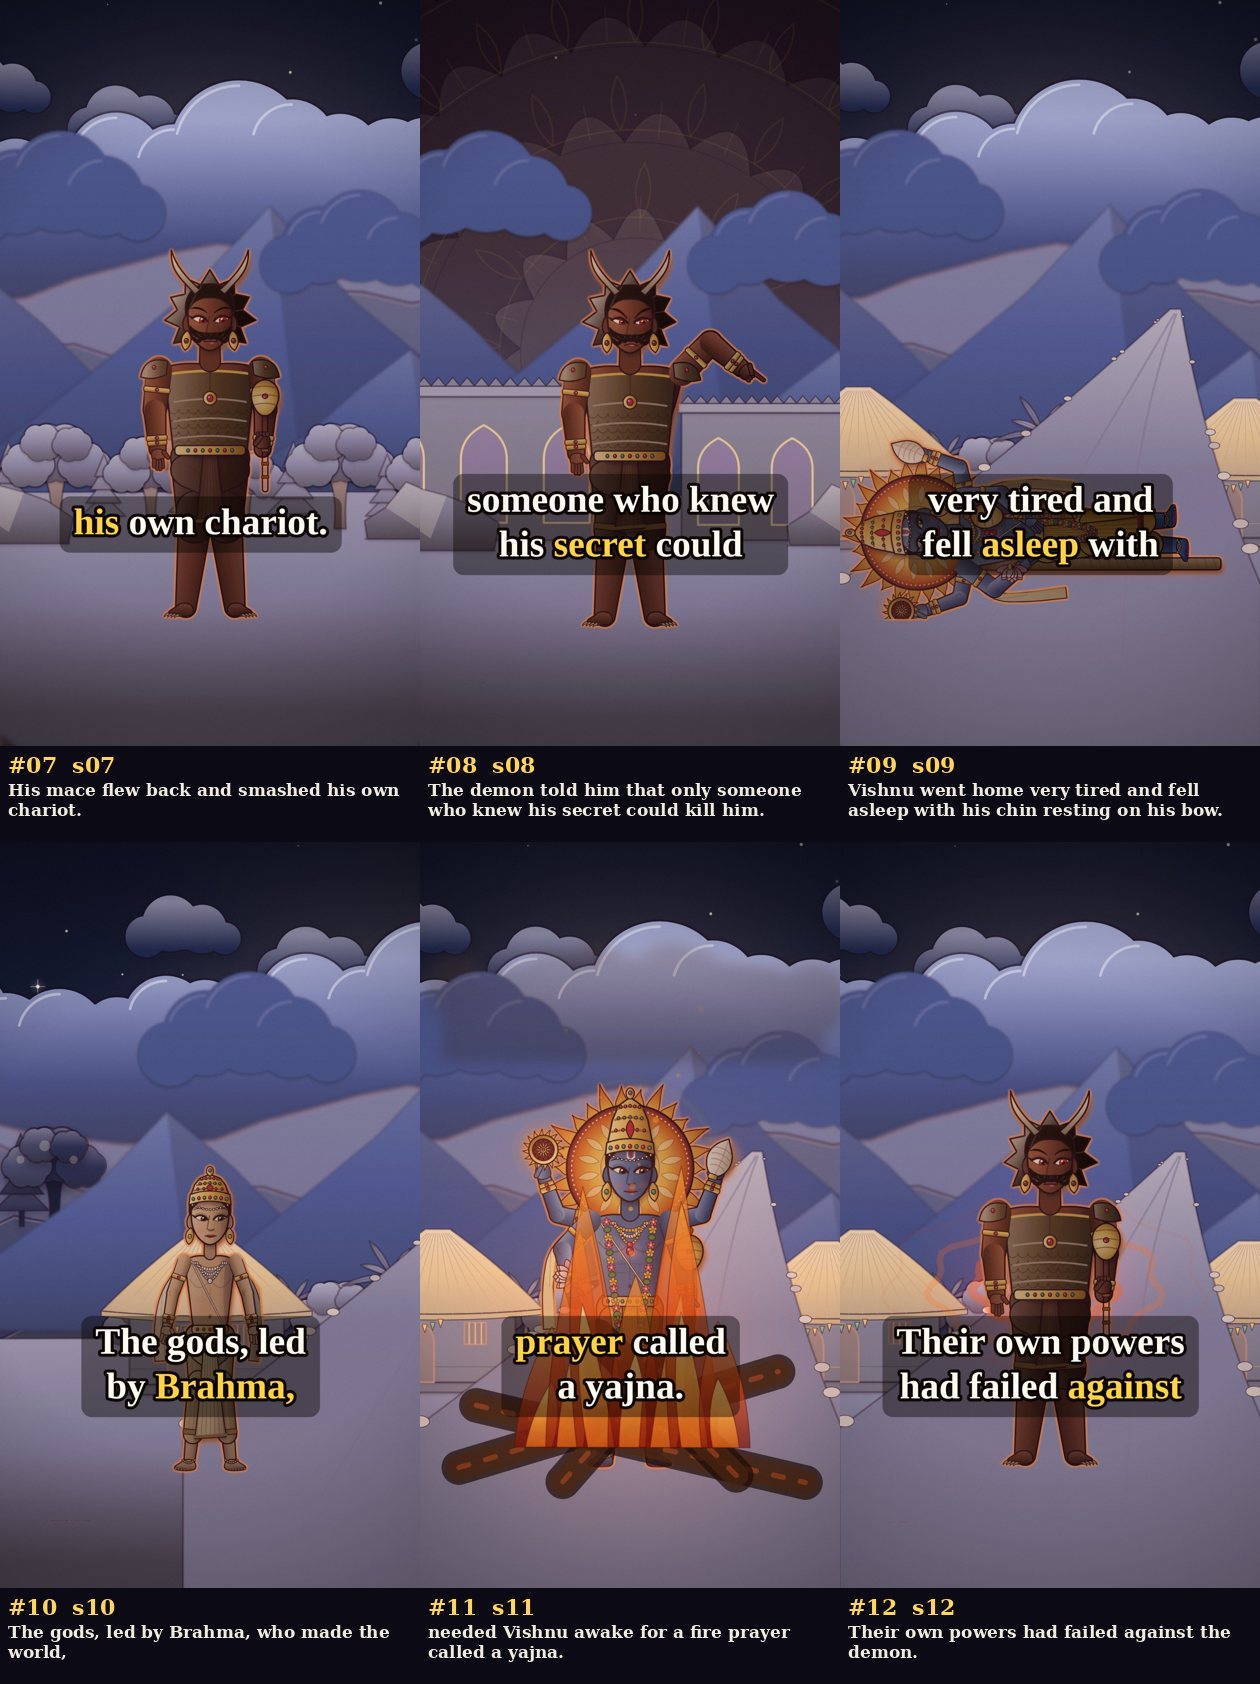 his own chariot.
#07 s07
His mace flew back and smashed his own
chariot.
someone who knew
his secret could
#08 s08
The demon told him that only someone
who knew his secret could kill him.
very tired and
fell asleep with
#09 s09
Vishnu went home very tired and fell
asleep with his chin resting on his bow.
The gods, led
by Brahma,
#10 s10
The gods, led by Brahma, who made the
world,
prayer called
a yajna.
#11 s11
needed Vishnu awake for a fire prayer
called a yajna.
Their own powers
had failed against
#12 s12
Their own powers had failed against the
demon.